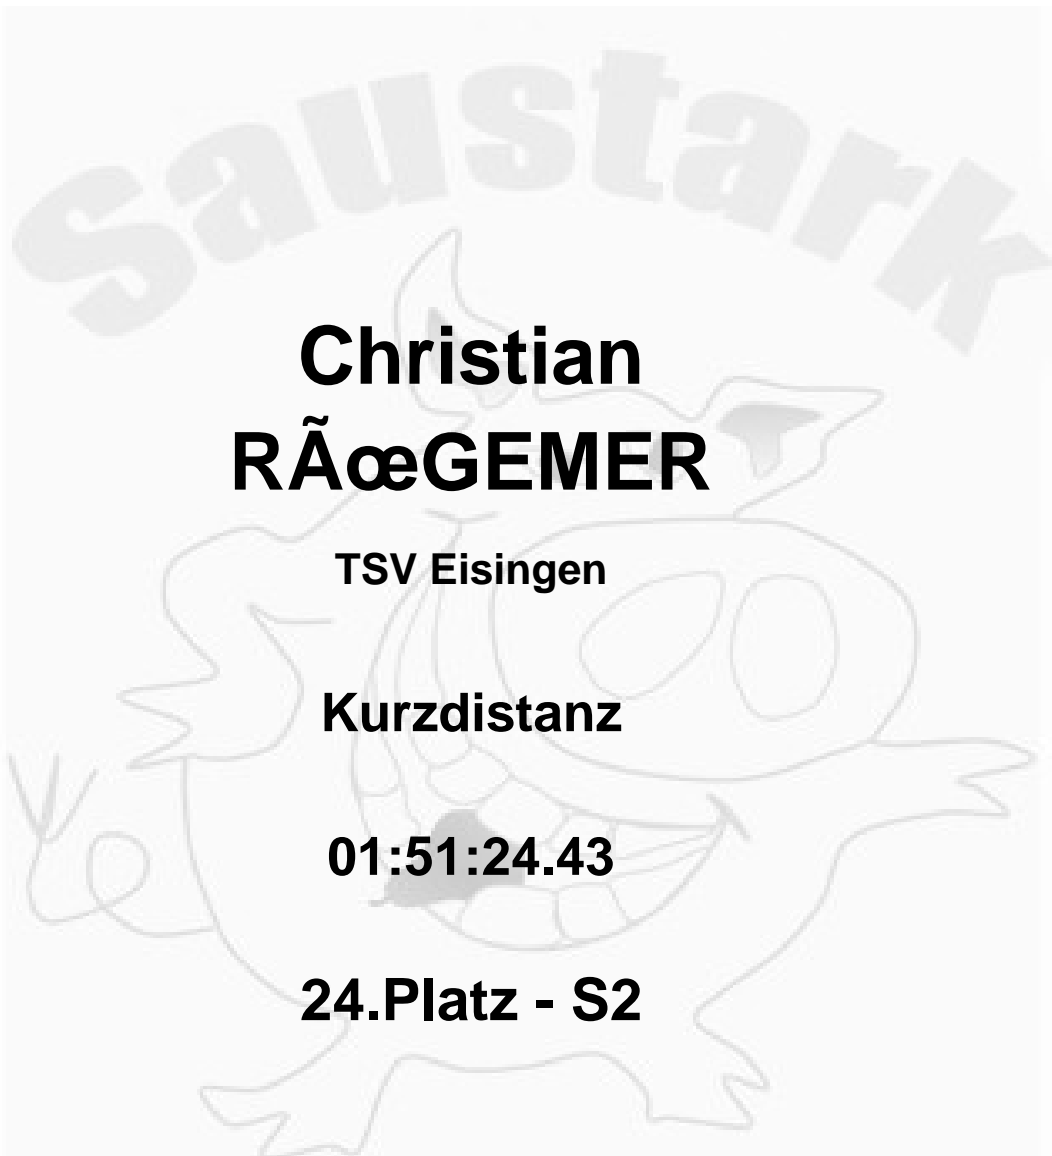 Saustark
Christian
RÃœGEMER
TSV Eisingen
Kurzdistanz
01:51:24.43
24.Platz - S2